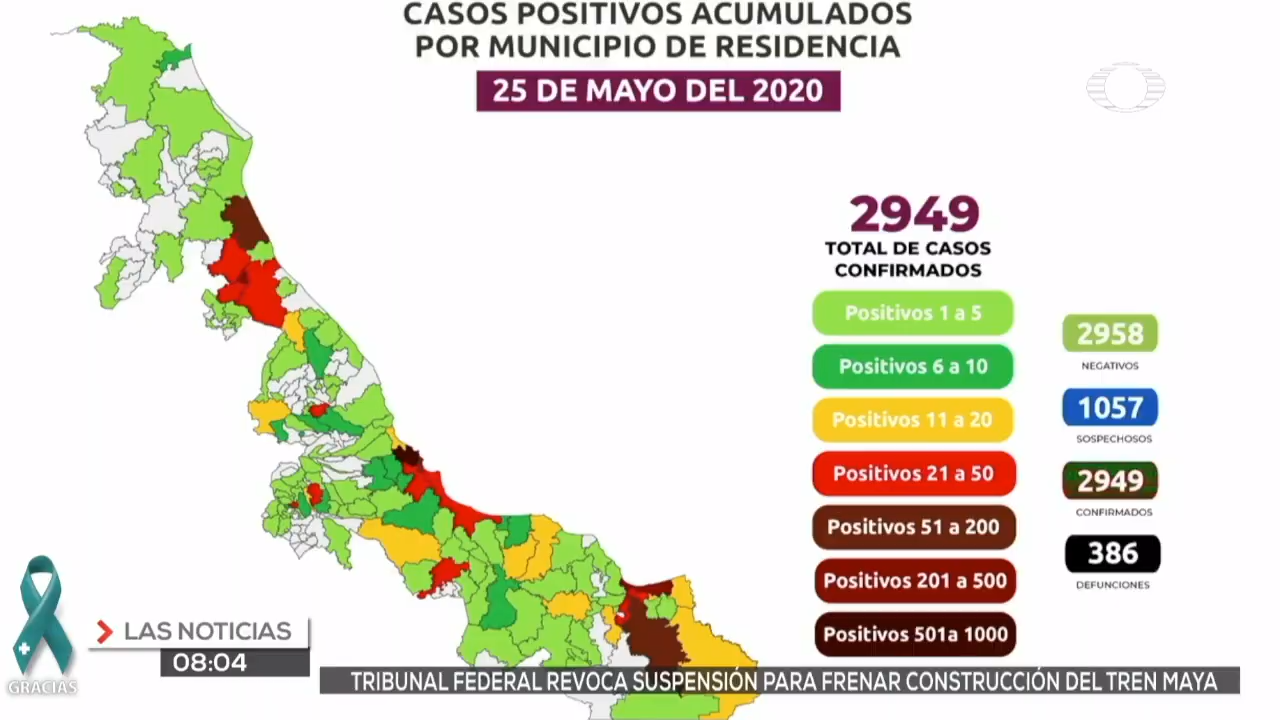 CASOS POSITIVOS ACUMULADOS
POR MUNICIPIO DE RESIDENCIA
25 DE MAYO DEL 2020
2949
TOTAL DE CASOS
CONFIRMADOS
Positivos 1 a 5
Positivos 6 a 10
Positivos 11 a 20
Positivos 21 a 50
Positivos 51 a 200
Positivos 201 a 500
Positivos 501a 1000
2958
NEGATIVOS
1057
SOSPECHOSOS
2949
CONFIRMADOS
386
DEFUNCIONES
GRACIAS
LAS NOTICIAS
08:04
TRIBUNAL FEDERAL REVOCA SUSPENSIÓN PARA FRENAR CONSTRUCCIÓN DEL TREN MAYA